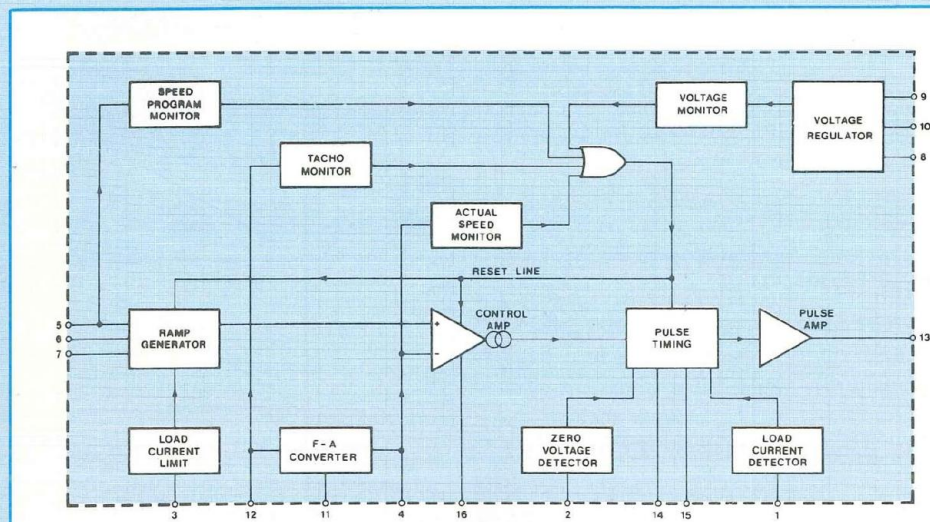 SPEED
PROGRAM
MONITOR
VOLTAGE
MONITOR
VOLTAGE
REGULATOR
9
10
8
TACHO
MONITOR
ACTUAL
SPEED
MONITOR
RESET LINE
5
6
7
RAMP
GENERATOR
+
-
CONTROL
AMP
PULSE
TIMING
PULSE
AMP
13
LOAD
CURRENT
LIMIT
F-A
CONVERTER
ZERO
VOLTAGE
DETECTOR
LOAD
CURRENT
DETECTOR
3
12
11
4
16
2
14
15
1